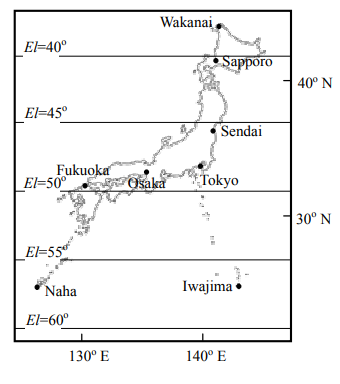 Wakanai
El=40°
Sapporo
40° N
El=45°
Sendai
Fukuoka
El=50°
Osaka
Tokyo
30° N
El=55°
Naha
Iwajima
El=60°
130° E
140° E